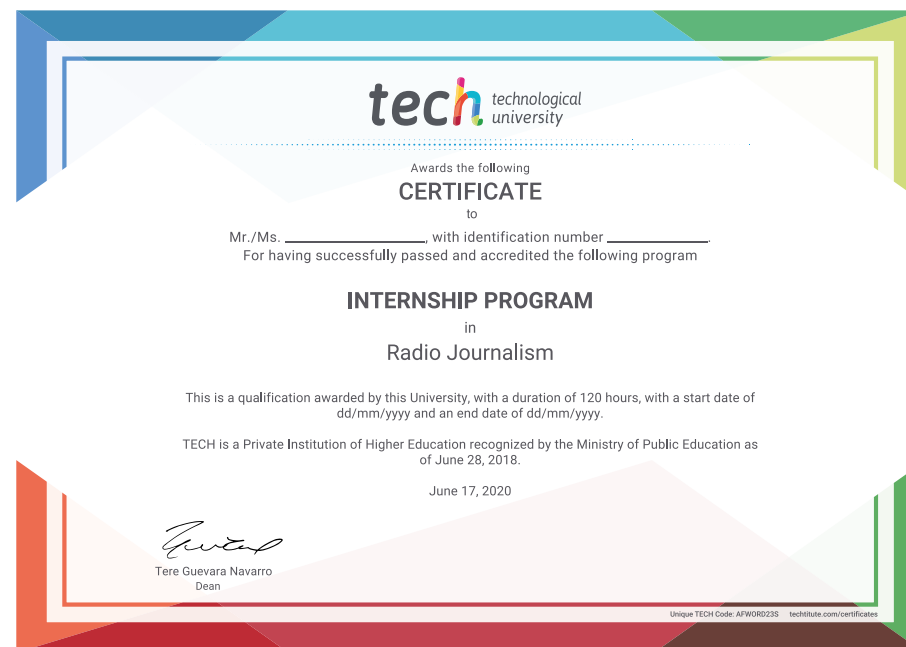 tech technological
university
Awards the following
CERTIFICATE
to
Mr./Ms. ____________________, with identification number ______________.
For having successfully passed and accredited the following program
INTERNSHIP PROGRAM
in
Radio Journalism
This is a qualification awarded by this University, with a duration of 120 hours, with a start date of
dd/mm/yyyy and an end date of dd/mm/yyyy.
TECH is a Private Institution of Higher Education recognized by the Ministry of Public Education as
of June 28, 2018.
June 17, 2020
Tere Guevara Navarro
Dean
Unique TECH Code: AFWORD23S techtitute.com/certificates